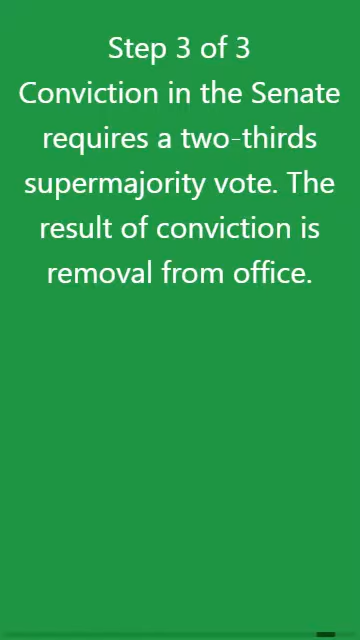 Step 3 of 3
Conviction in the Senate
requires a two-thirds
supermajority vote. The
result of conviction is
removal from office.